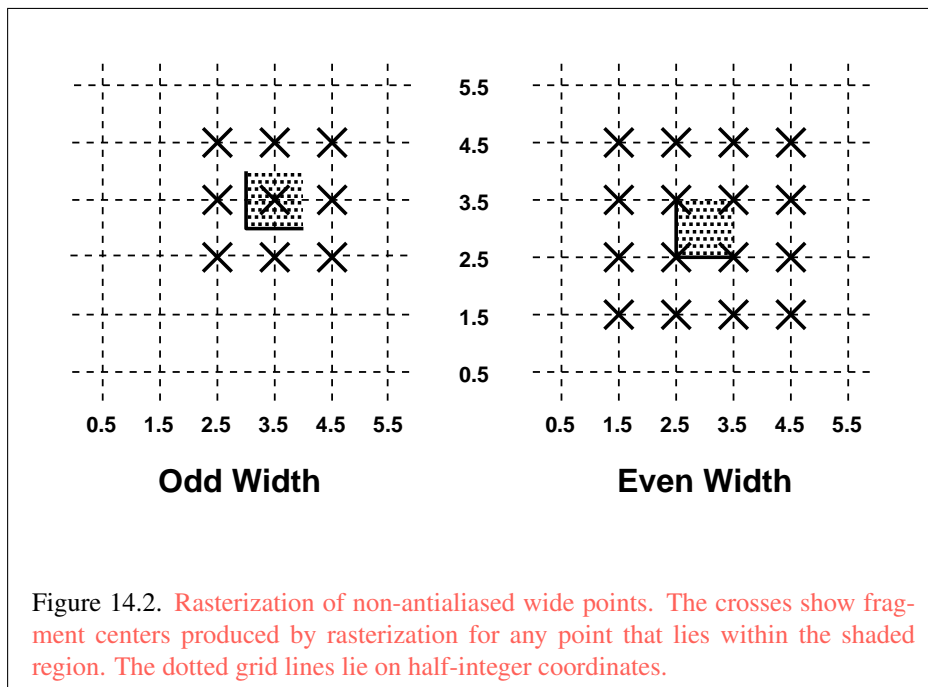 5.5
4.5
3.5
2.5
1.5
0.5
0.5 1.5 2.5 3.5 4.5 5.5
0.5 1.5 2.5 3.5 4.5 5.5
Odd Width
Even Width
Figure 14.2. Rasterization of non-antialiased wide points. The crosses show frag-
ment centers produced by rasterization for any point that lies within the shaded
region. The dotted grid lines lie on half-integer coordinates.